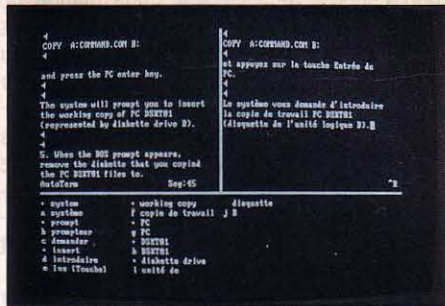 COPY A:COMMAND.COM B:
and press the PC enter key.
The system will prompt you to insert
the working copy of PC DSKT01
(represented by diskette drive B).
5. When the DOS prompt appears,
remove the diskette that you copied
the PC DSKT01 files to.
AutoTerm Seg:45
COPY A:COMMAND.COM B:
et appuyez sur la touche Entrée du
PC.
Le système vous demande d'introduire
la copie de travail PC DSKT01
(disquette de l'unité logique B).
^B
• system • working copy disquette
a système f copie de travail j B
• prompt • PC
b prompteur g PC
c demander • DSKT01
• insert h DSKT01
d introduire • diskette drive
e Ins (Touche) i unité de